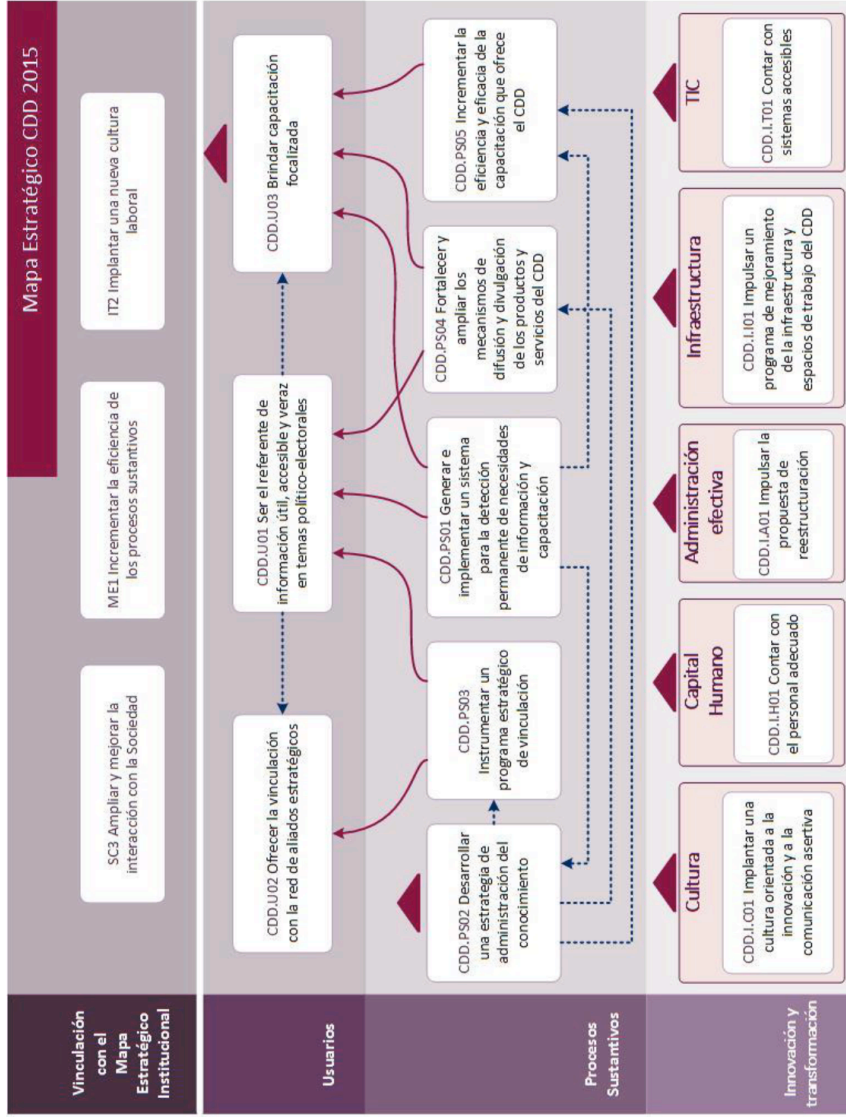 Mapa Estratégico CDD 2015
Vinculación
con el
Mapa
Estratégico
Institucional
SC3 Ampliar y mejorar la
interacción con la Sociedad
ME1 Incrementar la eficiencia de
los procesos sustantivos
IT2 Implantar una nueva cultura
laboral
Usuarios
CDD.U02 Ofrecer la vinculación
con la red de aliados estratégicos
CDD.U01 Ser el referente de
información útil, accesible y veraz
en temas político-electorales
CDD.U03 Brindar capacitación
focalizada
Procesos
Sustantivos
CDD.PS02 Desarrollar
una estrategia de
administración del
conocimiento
CDD.PS03
Instrumentar un
programa estratégico
de vinculación
CDD.PS01 Generar e
implementar un sistema
para la detección
permanente de necesidades
de información y
capacitación
CDD.PS04 Fortalecer y
ampliar los
mecanismos de
difusión y divulgación
de los productos y
servicios del CDD
CDD.PS05 Incrementar la
eficiencia y eficacia de la
capacitación que ofrece
el CDD
Innovación y
transformación
Cultura
CDD.I.C01 Implantar una
cultura orientada a la
innovación y a la
comunicación asertiva
Capital
Humano
CDD.I.H01 Contar con
el personal adecuado
Administración
efectiva
CDD.I.A01 Impulsar la
propuesta de
reestructuración
Infraestructura
CDD.I.I01 Impulsar un
programa de mejoramiento
de la infraestructura y
espacios de trabajo del CDD
TIC
CDD.I.T01 Contar con
sistemas accesibles